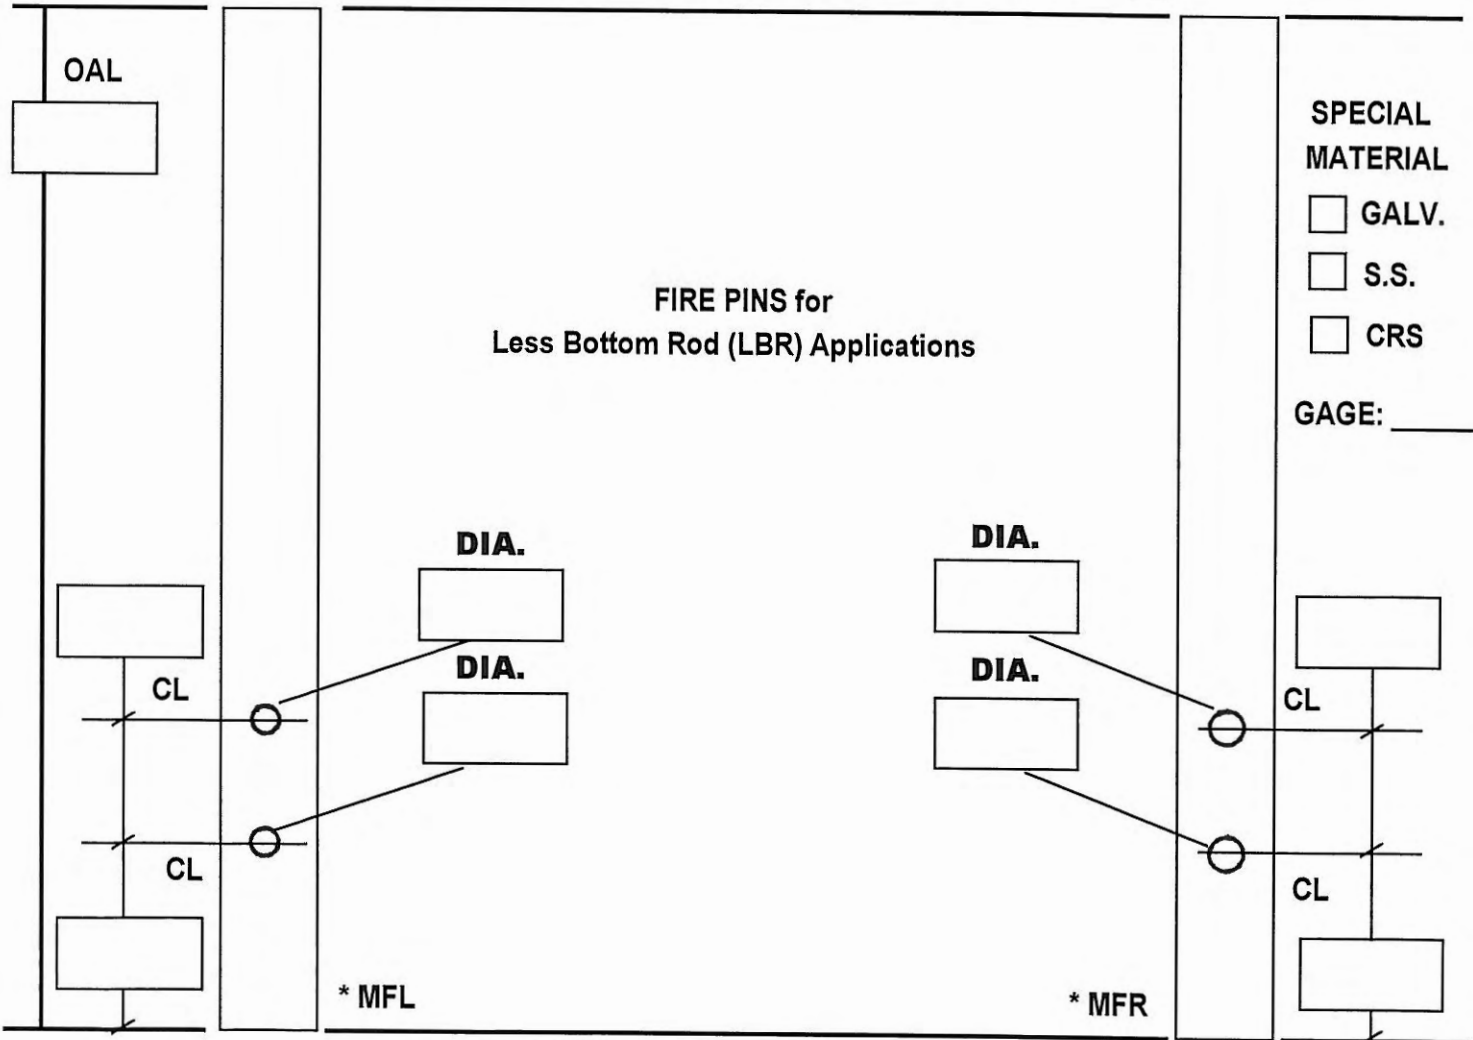 OAL
SPECIAL
MATERIAL
GALV.
S.S.
CRS
GAGE:
FIRE PINS for
Less Bottom Rod (LBR) Applications
DIA.
DIA.
DIA.
DIA.
CL
CL
CL
CL
* MFL
* MFR